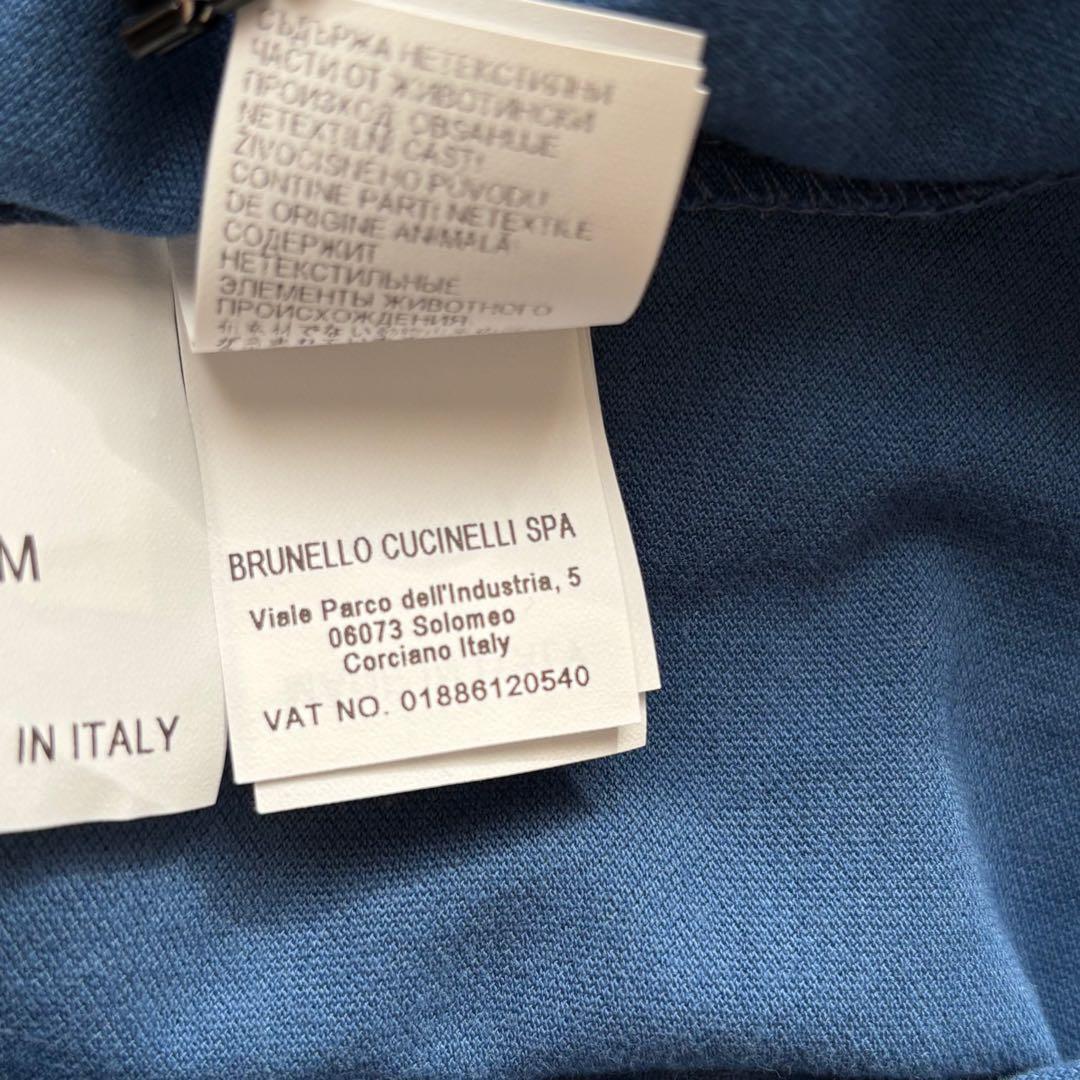 СЪДЪРЖА НЕТЕКСТИЛНИ
ЧАСТИ ОТ ЖИВОТИНСКИ
ПРОИЗХОД. OBSAHUJE
NETEXTILNÍ ČÁSTI
ŽIVOČIŠNÉHO PŮVODU
CONTINE PARTI NETEXTILE
DE ORIGINE ANIMALĂ
СОДЕРЖИТ
НЕТЕКСТИЛЬНЫЕ
ЭЛЕМЕНТЫ ЖИВОТНОГО
ПРОИСХОЖДЕНИЯ
M
IN ITALY
BRUNELLO CUCINELLI SPA
Viale Parco dell'Industria, 5
06073 Solomeo
Corciano Italy
VAT NO. 01886120540